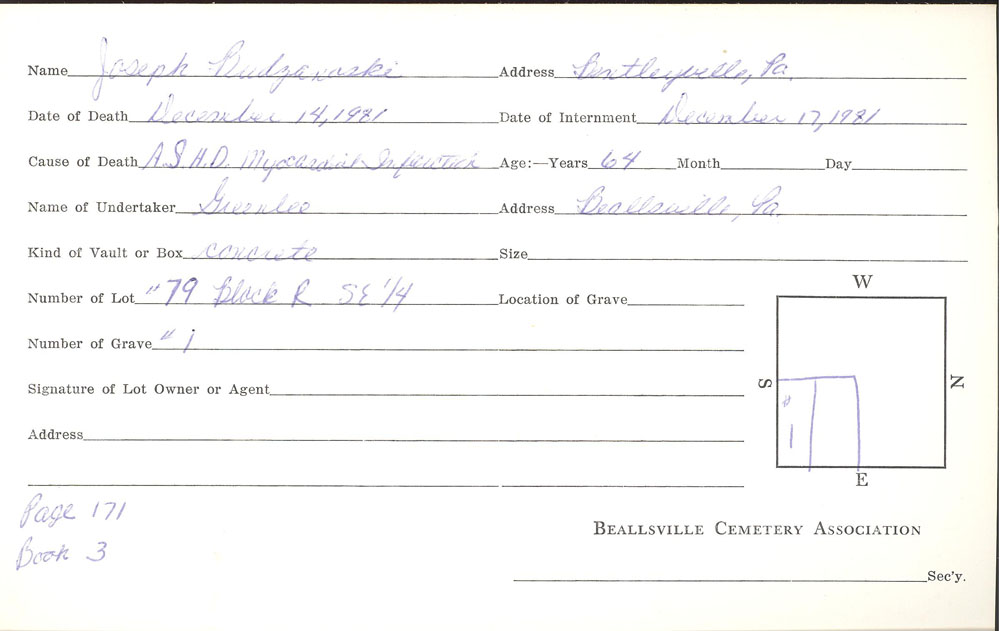 Name Joseph Budzanoski Address Bentleyville, Pa.
Date of Death December 14, 1981 Date of Internment December 17, 1981
Cause of Death A.S.H.D. Myocardial Infarction Age:—Years 64 Month Day
Name of Undertaker Greenlee Address Beallsville, Pa.
Kind of Vault or Box concrete Size
Number of Lot "79 Block R SE 1/4 Location of Grave
W
Number of Grave " 1
Signature of Lot Owner or Agent
S N
"
1
Address
E
Page 171
Book 3
BEALLSVILLE CEMETERY ASSOCIATION
Sec'y.